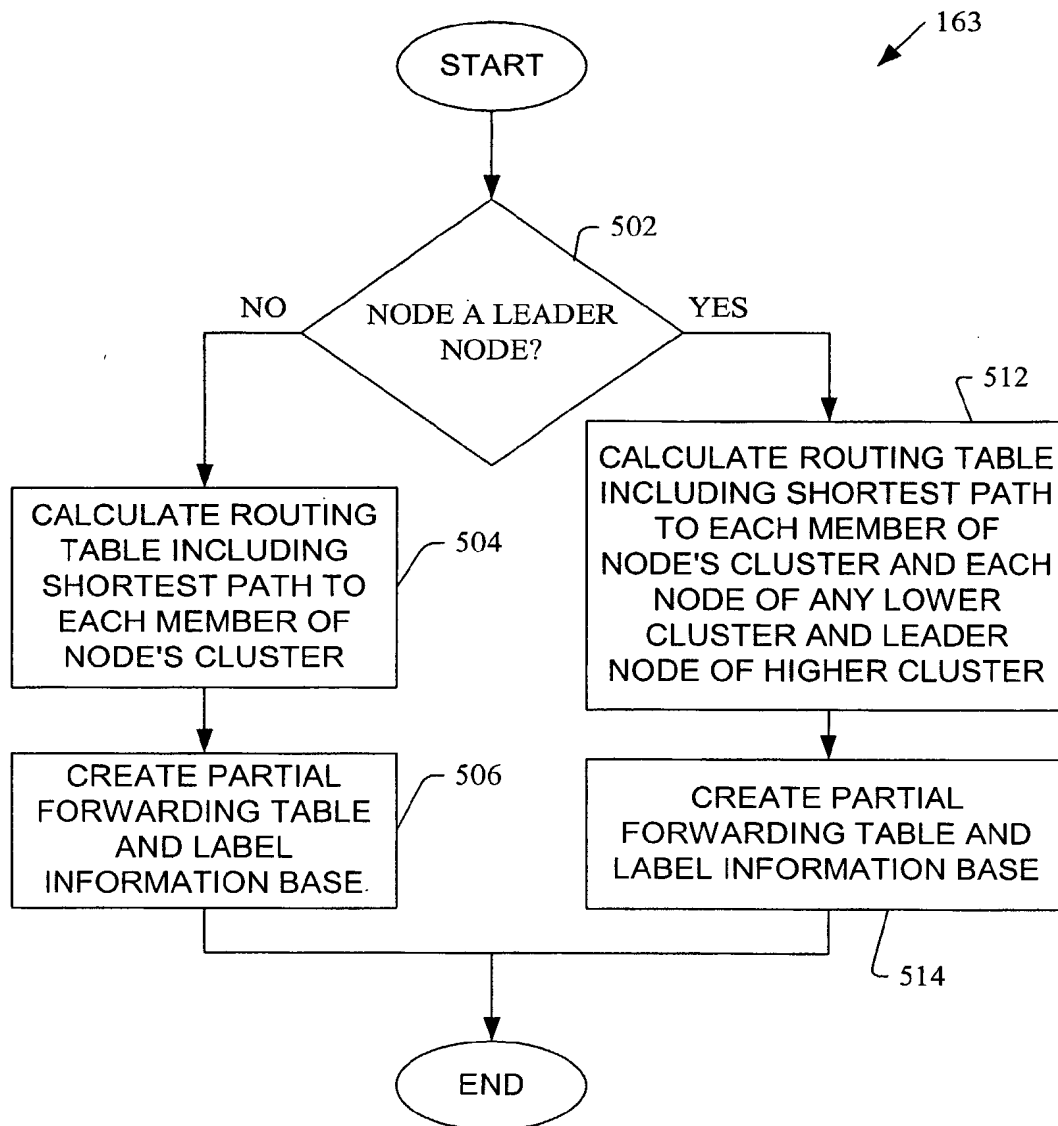 163
START
502
NO
NODE A LEADER
NODE?
YES
512
CALCULATE ROUTING
TABLE INCLUDING
SHORTEST PATH TO
EACH MEMBER OF
NODE'S CLUSTER
504
CALCULATE ROUTING TABLE
INCLUDING SHORTEST PATH
TO EACH MEMBER OF
NODE'S CLUSTER AND EACH
NODE OF ANY LOWER
CLUSTER AND LEADER
NODE OF HIGHER CLUSTER
CREATE PARTIAL
FORWARDING TABLE
AND LABEL
INFORMATION BASE.
506
CREATE PARTIAL
FORWARDING TABLE AND
LABEL INFORMATION BASE
514
END